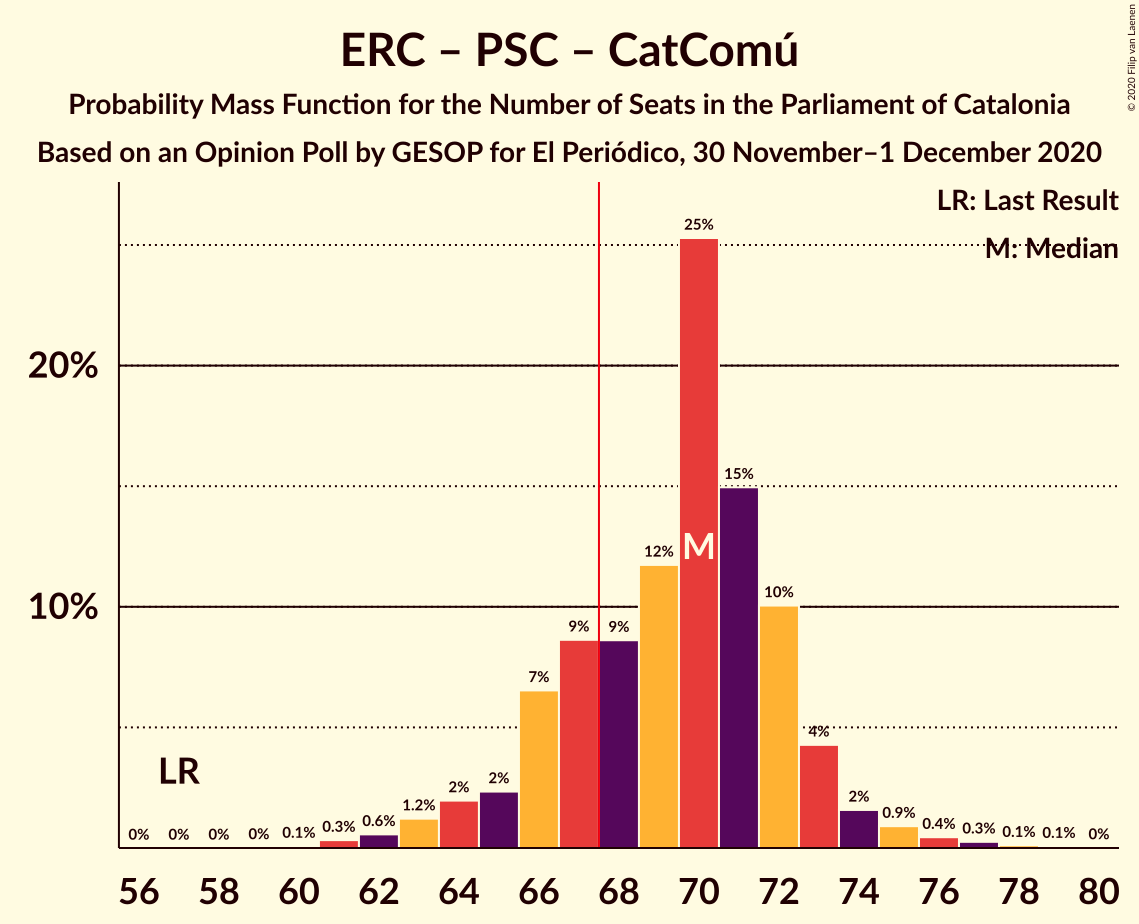 © 2020 Filip van Laenen
ERC – PSC – CatComú
Probability Mass Function for the Number of Seats in the Parliament of Catalonia
Based on an Opinion Poll by GESOP for El Periódico, 30 November–1 December 2020
LR: Last Result
M: Median
20%
10%
LR
M
0% 0% 0% 0% 0.1% 0.3% 0.6% 1.2% 2% 2% 7% 9% 9% 12% 25% 15% 10% 4% 2% 0.9% 0.4% 0.3% 0.1% 0.1% 0%
56 58 60 62 64 66 68 70 72 74 76 78 80